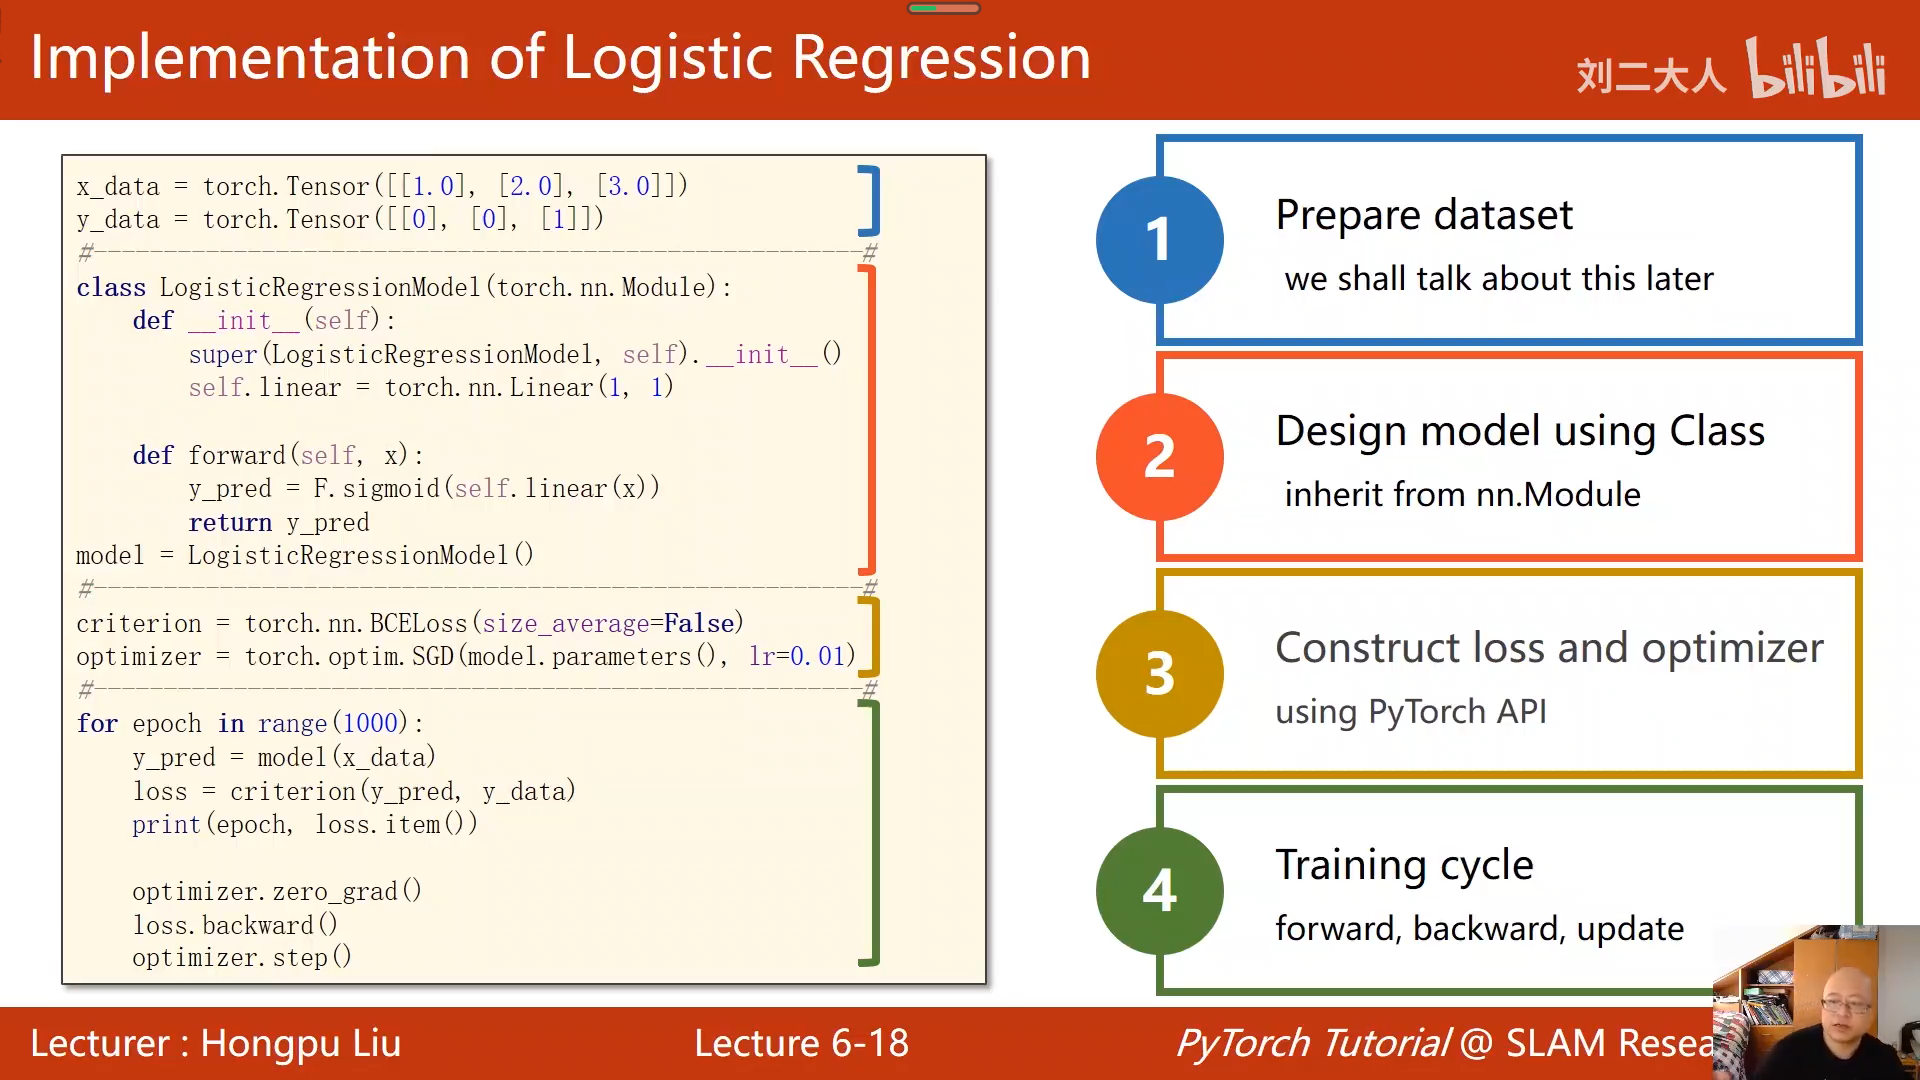 Implementation of Logistic Regression
刘二大人 bilibili
x_data = torch.Tensor([[1.0], [2.0], [3.0]])
y_data = torch.Tensor([[0], [0], [1]])
#-------------------------------------------------------#
class LogisticRegressionModel(torch.nn.Module):
    def __init__(self):
        super(LogisticRegressionModel, self).__init__()
        self.linear = torch.nn.Linear(1, 1)
    def forward(self, x):
        y_pred = F.sigmoid(self.linear(x))
        return y_pred
model = LogisticRegressionModel()
#-------------------------------------------------------#
criterion = torch.nn.BCELoss(size_average=False)
optimizer = torch.optim.SGD(model.parameters(), lr=0.01)
#-------------------------------------------------------#
for epoch in range(1000):
    y_pred = model(x_data)
    loss = criterion(y_pred, y_data)
    print(epoch, loss.item())
    optimizer.zero_grad()
    loss.backward()
    optimizer.step()
1
Prepare dataset
we shall talk about this later
2
Design model using Class
inherit from nn.Module
3
Construct loss and optimizer
using PyTorch API
4
Training cycle
forward, backward, update
Lecturer : Hongpu Liu
Lecture 6-18
PyTorch Tutorial @ SLAM Resea